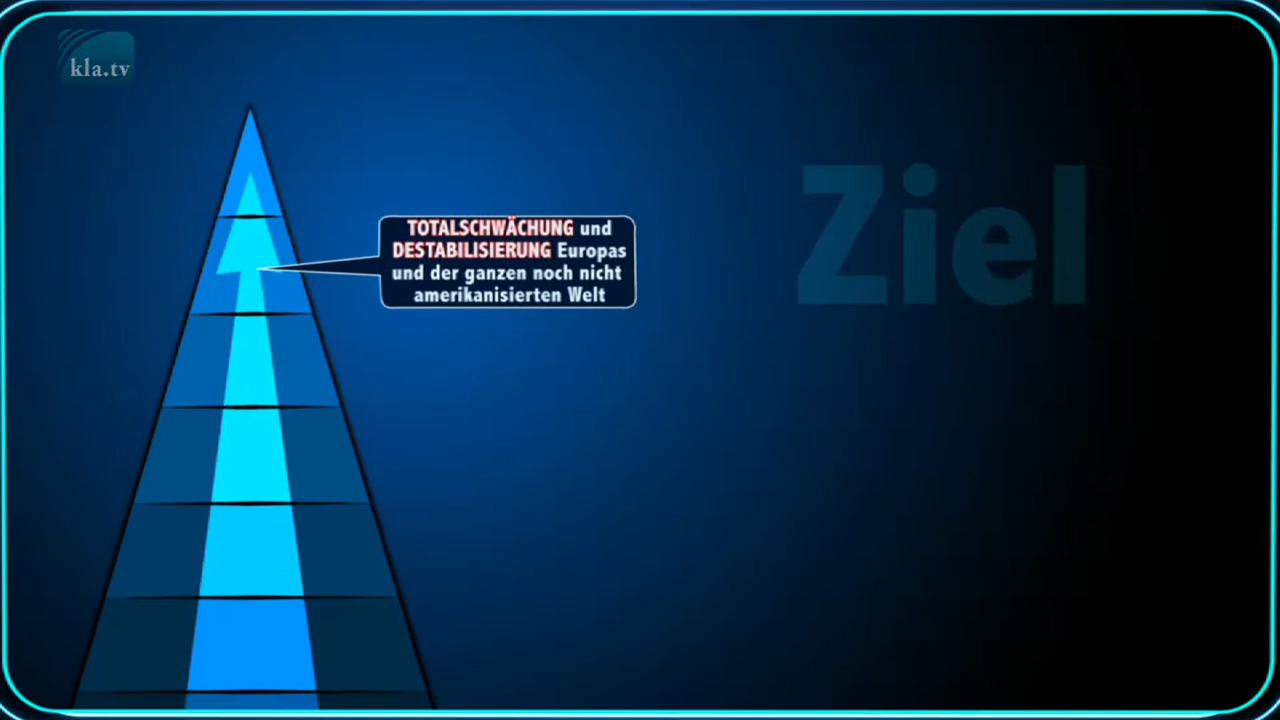 kla.tv
Ziel
TOTALSCHWÄCHUNG und
DESTABILISIERUNG Europas
und der ganzen noch nicht
amerikanisierten Welt